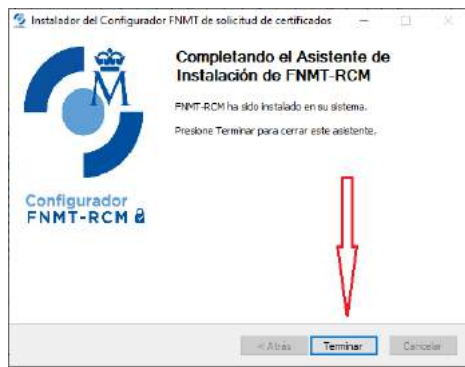 Instalador del Configurador FNMT de solicitud de certificados
Completando el Asistente de
Instalación de FNMT-RCM
FNMT-RCM ha sido instalado en su sistema.
Presione Terminar para cerrar este asistente.
M
Configurador
FNMT-RCM
< Atrás
Terminar
Cancelar